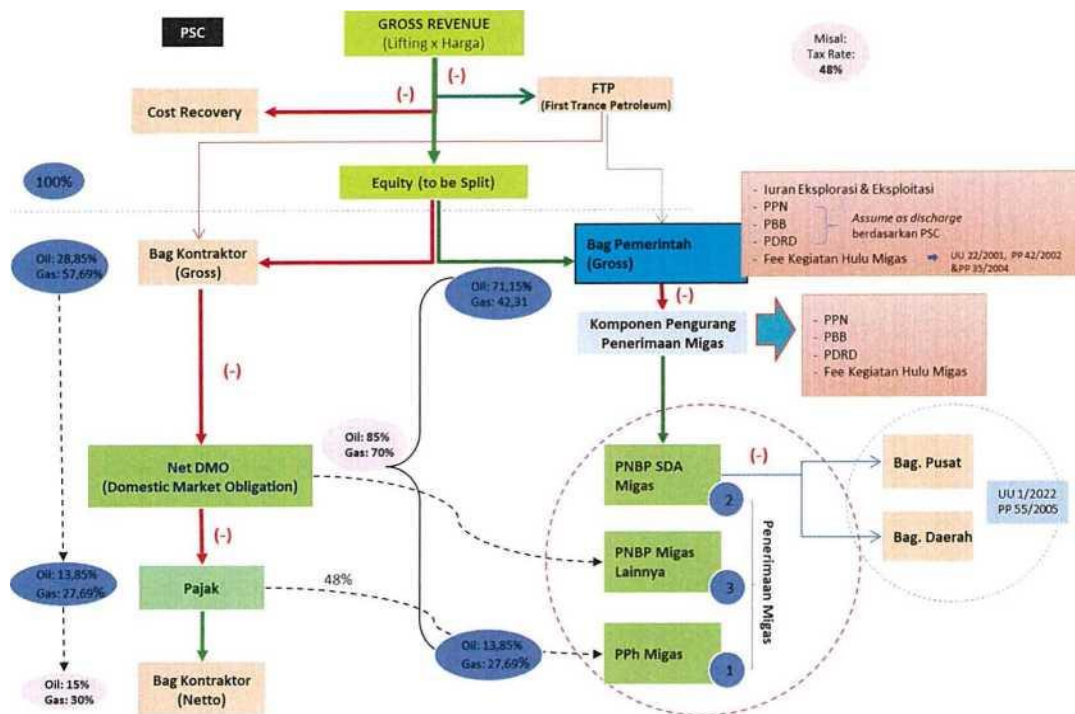 PSC
GROSS REVENUE
(Lifting x Harga)
Misal:
Tax Rate:
48%
(-)
(-)
Cost Recovery
FTP
(First Trance Petroleum)
100%
Equity (to be Split)
- Iuran Eksplorasi & Eksploitasi
- PPN
- PBB
- PDRD
Assume as discharge
berdasarkan PSC
- Fee Kegiatan Hulu Migas
UU 22/2001, PP 42/2002
&PP 35/2004
Oil: 28,85%
Gas: 57,69%
Bag Kontraktor
(Gross)
Bag Pemerintah
(Gross)
Oil: 71,15%
Gas: 42,31
(-)
Komponen Pengurang
Penerimaan Migas
- PPN
- PBB
- PDRD
- Fee Kegiatan Hulu Migas
(-)
Oil: 85%
Gas: 70%
Net DMO
(Domestic Market Obligation)
PNBP SDA
Migas
2
(-)
Bag. Pusat
Bag. Daerah
UU 1/2022
PP 55/2005
(-)
PNBP Migas
Lainnya
3
Penerimaan Migas
Oil: 13,85%
Gas: 27,69%
Pajak
48%
Oil: 13,85%
Gas: 27,69%
PPh Migas
1
Oil: 15%
Gas: 30%
Bag Kontraktor
(Netto)